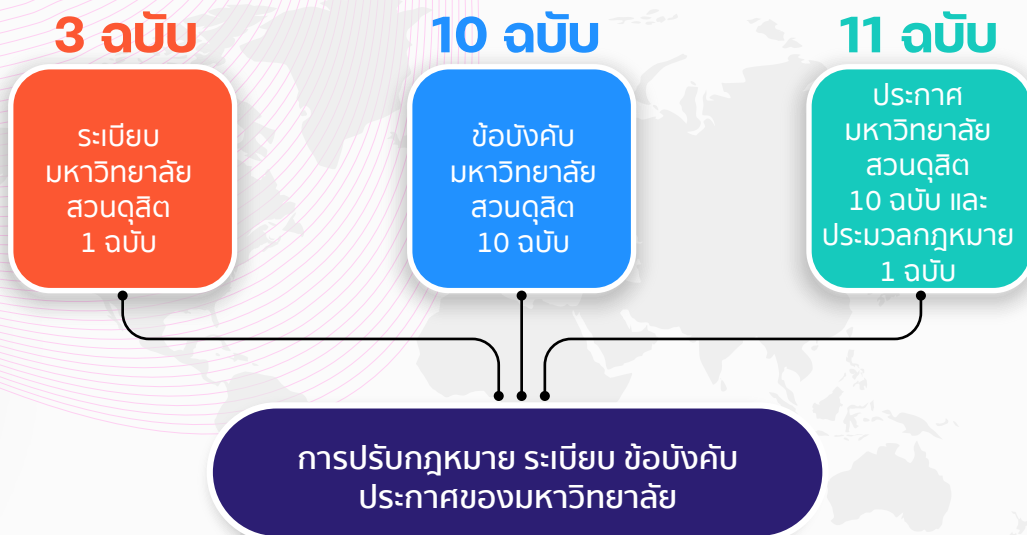 3 ฉบับ
ระเบียบ
มหาวิทยาลัย
สวนดุสิต
1 ฉบับ
10 ฉบับ
ข้อบังคับ
มหาวิทยาลัย
สวนดุสิต
10 ฉบับ
11 ฉบับ
ประกาศ
มหาวิทยาลัย
สวนดุสิต
10 ฉบับ และ
ประมวลกฎหมาย
1 ฉบับ
การปรับกฎหมาย ระเบียบ ข้อบังคับ
ประกาศของมหาวิทยาลัย